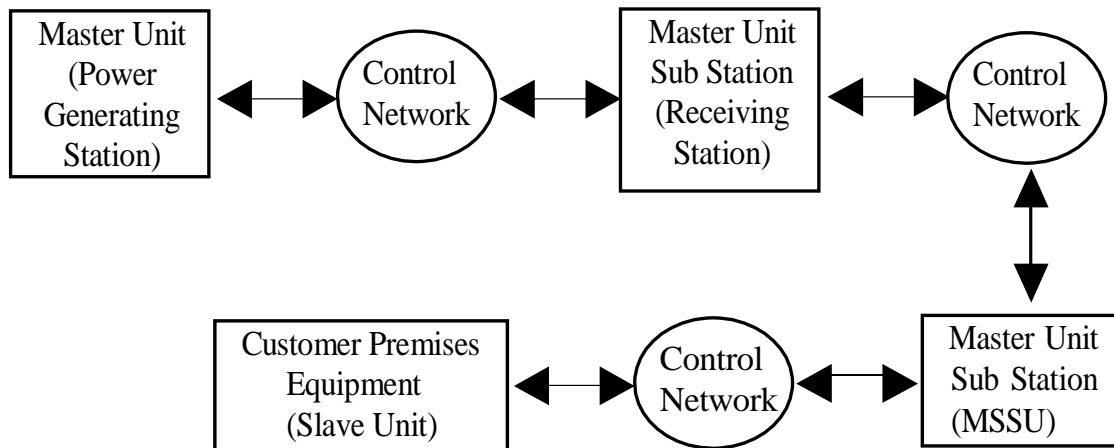 Master Unit
(Power
Generating
Station)
Control
Network
Master Unit
Sub Station
(Receiving
Station)
Control
Network
Customer Premises
Equipment
(Slave Unit)
Control
Network
Master Unit
Sub Station
(MSSU)